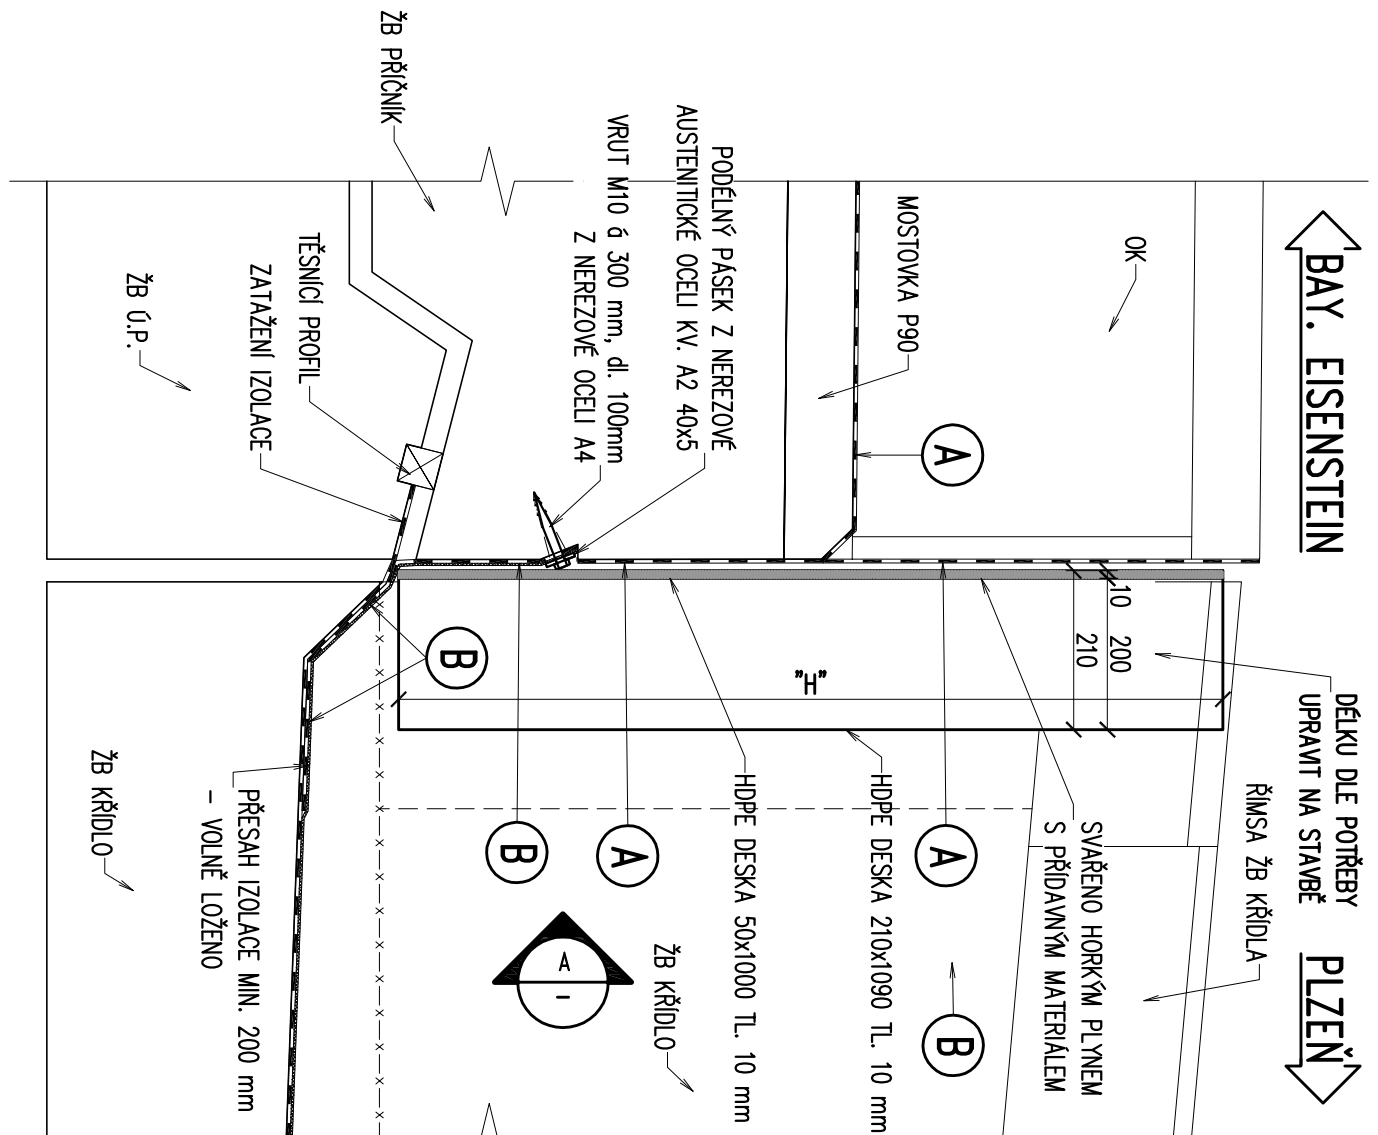 BAY. EISENSTEIN
PLZEŇ
DÉLKU DLE POTŘEBY
UPRAVIT NA STAVBĚ
ŘÍMSA ŽB KŘÍDLA
OK
10 200
210
SVAŘENO HORKÝM PLYNEM
S PŘÍDAVNÝM MATERIÁLEM
MOSTOVKA P90
A
A
B
HDPE DESKA 210x1090 TL. 10 mm
"H"
HDPE DESKA 50x1000 TL. 10 mm
PODÉLNÝ PÁSEK Z NEREZOVÉ
AUSTENITICKÉ OCELI KV. A2 40x5
ŽB KŘÍDLO
VRUT M10 á 300 mm, dl. 100mm
Z NEREZOVÉ OCELI A4
A
A
-
B
B
ŽB PŘÍČNÍK
TĚSNÍCÍ PROFIL
ZATAŽENÍ IZOLACE
PŘESAH IZOLACE MIN. 200 mm
- VOLNĚ LOŽENO
ŽB Ú.P.
ŽB KŘÍDLO